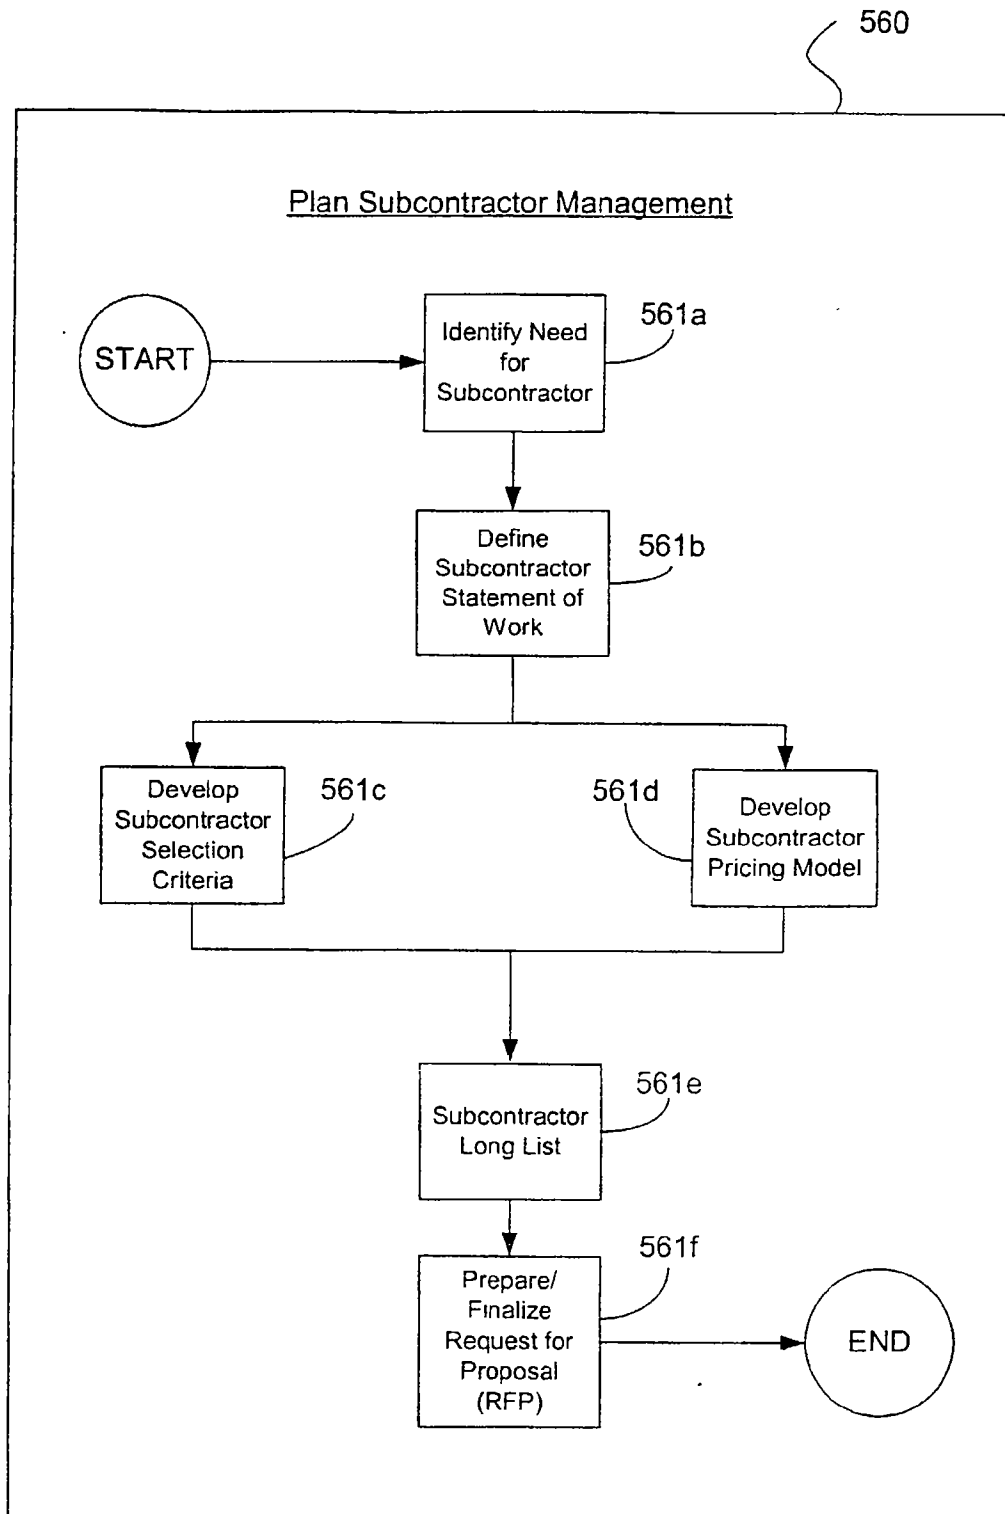 560
Plan Subcontractor Management
START
Identify Need
for
Subcontractor
561a
Define
Subcontractor
Statement of
Work
561b
Develop
Subcontractor
Selection
Criteria
561c
561d
Develop
Subcontractor
Pricing Model
Subcontractor
Long List
561e
Prepare/
Finalize
Request for
Proposal
(RFP)
561f
END